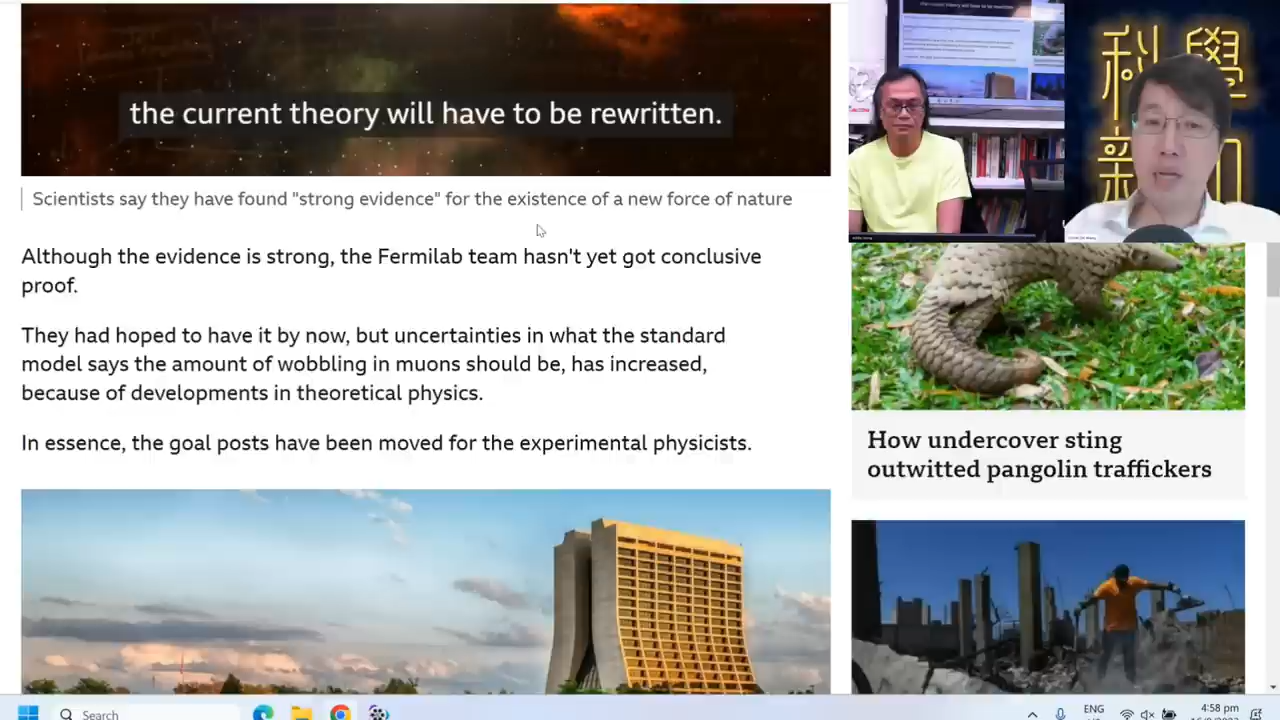 the current theory will have to be rewritten.
Scientists say they have found "strong evidence" for the existence of a new force of nature
Although the evidence is strong, the Fermilab team hasn't yet got conclusive
proof.
They had hoped to have it by now, but uncertainties in what the standard
model says the amount of wobbling in muons should be, has increased,
because of developments in theoretical physics.
In essence, the goal posts have been moved for the experimental physicists.
科學
新
How undercover sting
outwitted pangolin traffickers
Search
ENG
4:58 pm